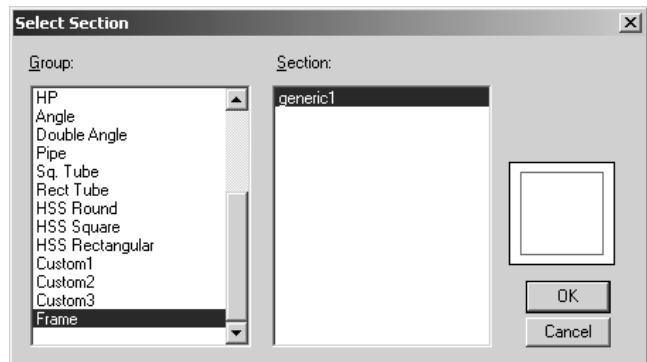 Select Section
Group:
Section:
HP
Angle
Double Angle
Pipe
Sq. Tube
Rect Tube
HSS Round
HSS Square
HSS Rectangular
Custom1
Custom2
Custom3
Frame
generic1
OK
Cancel